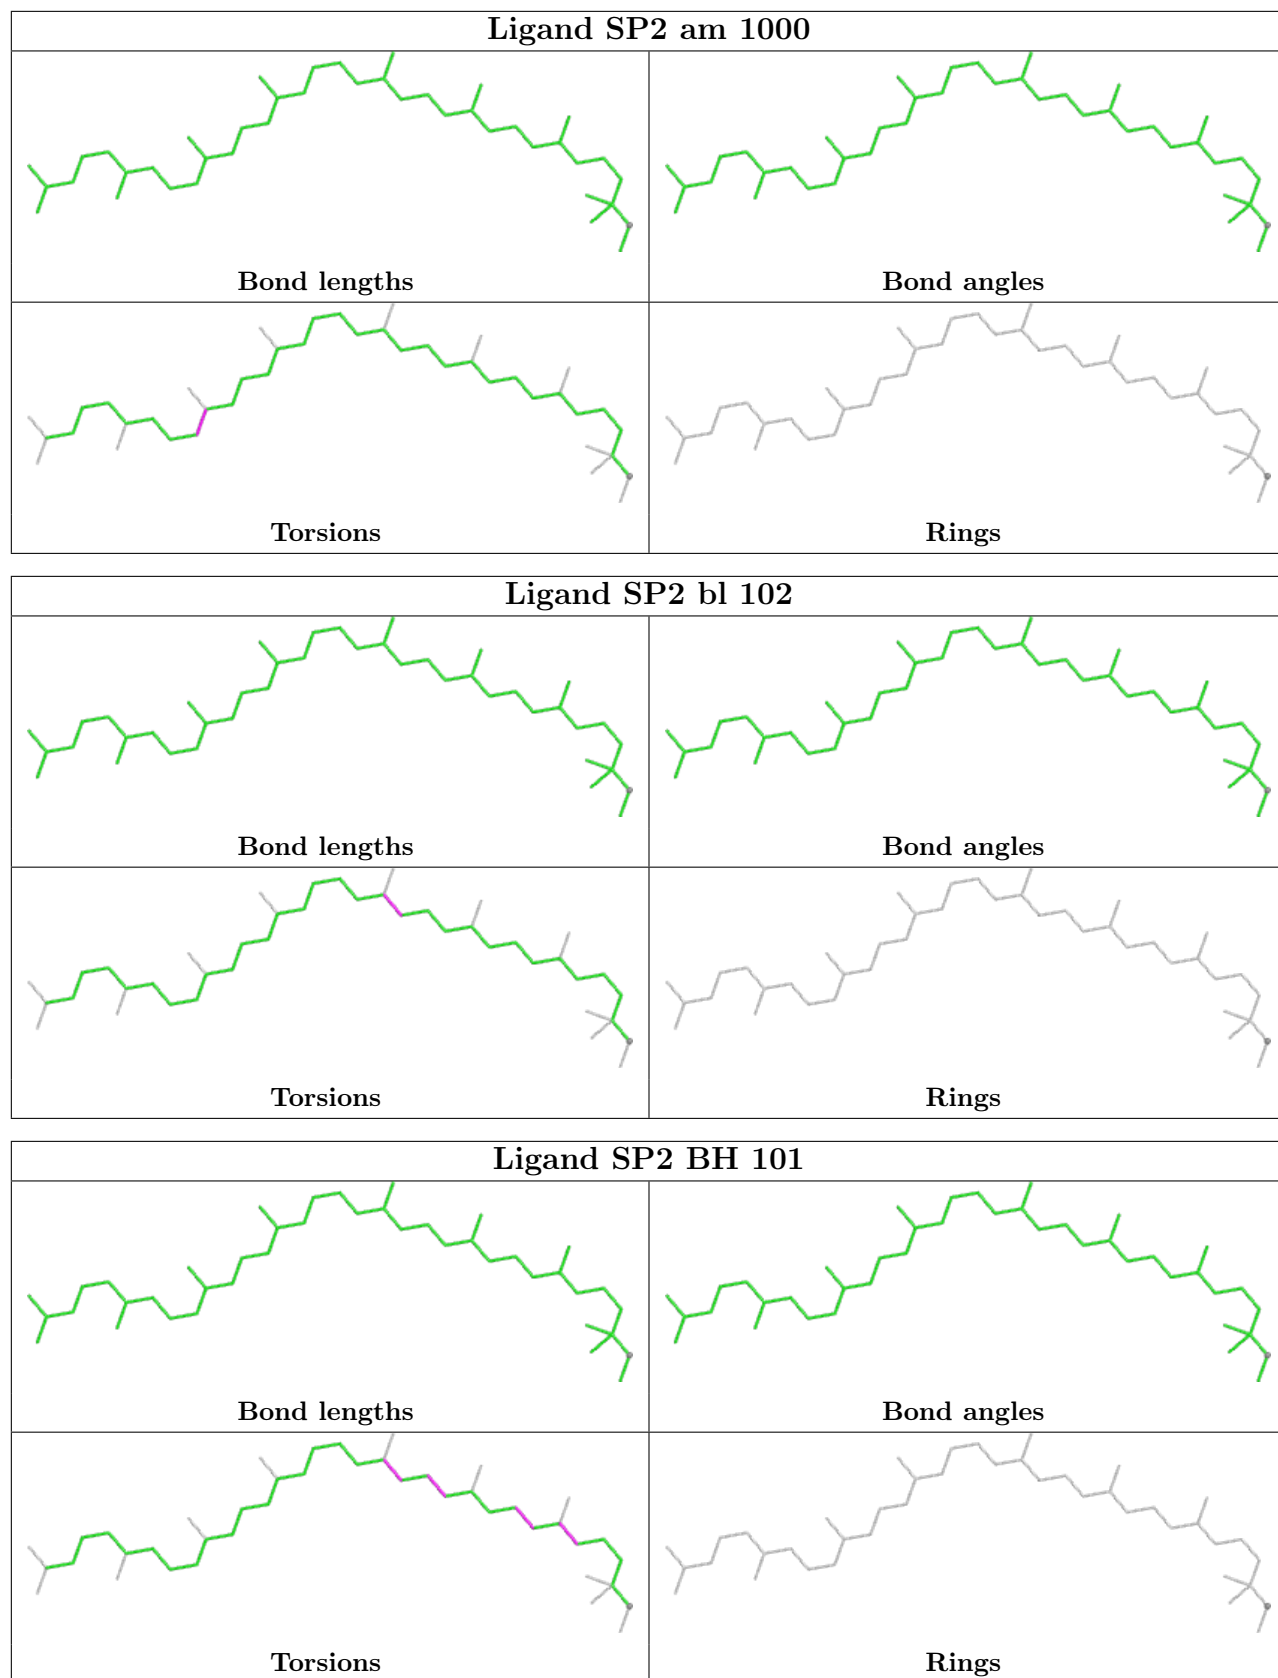 Ligand SP2 am 1000
Bond lengths
Bond angles
Torsions
Rings
Ligand SP2 bl 102
Bond lengths
Bond angles
Torsions
Rings
Ligand SP2 BH 101
Bond lengths
Bond angles
Torsions
Rings